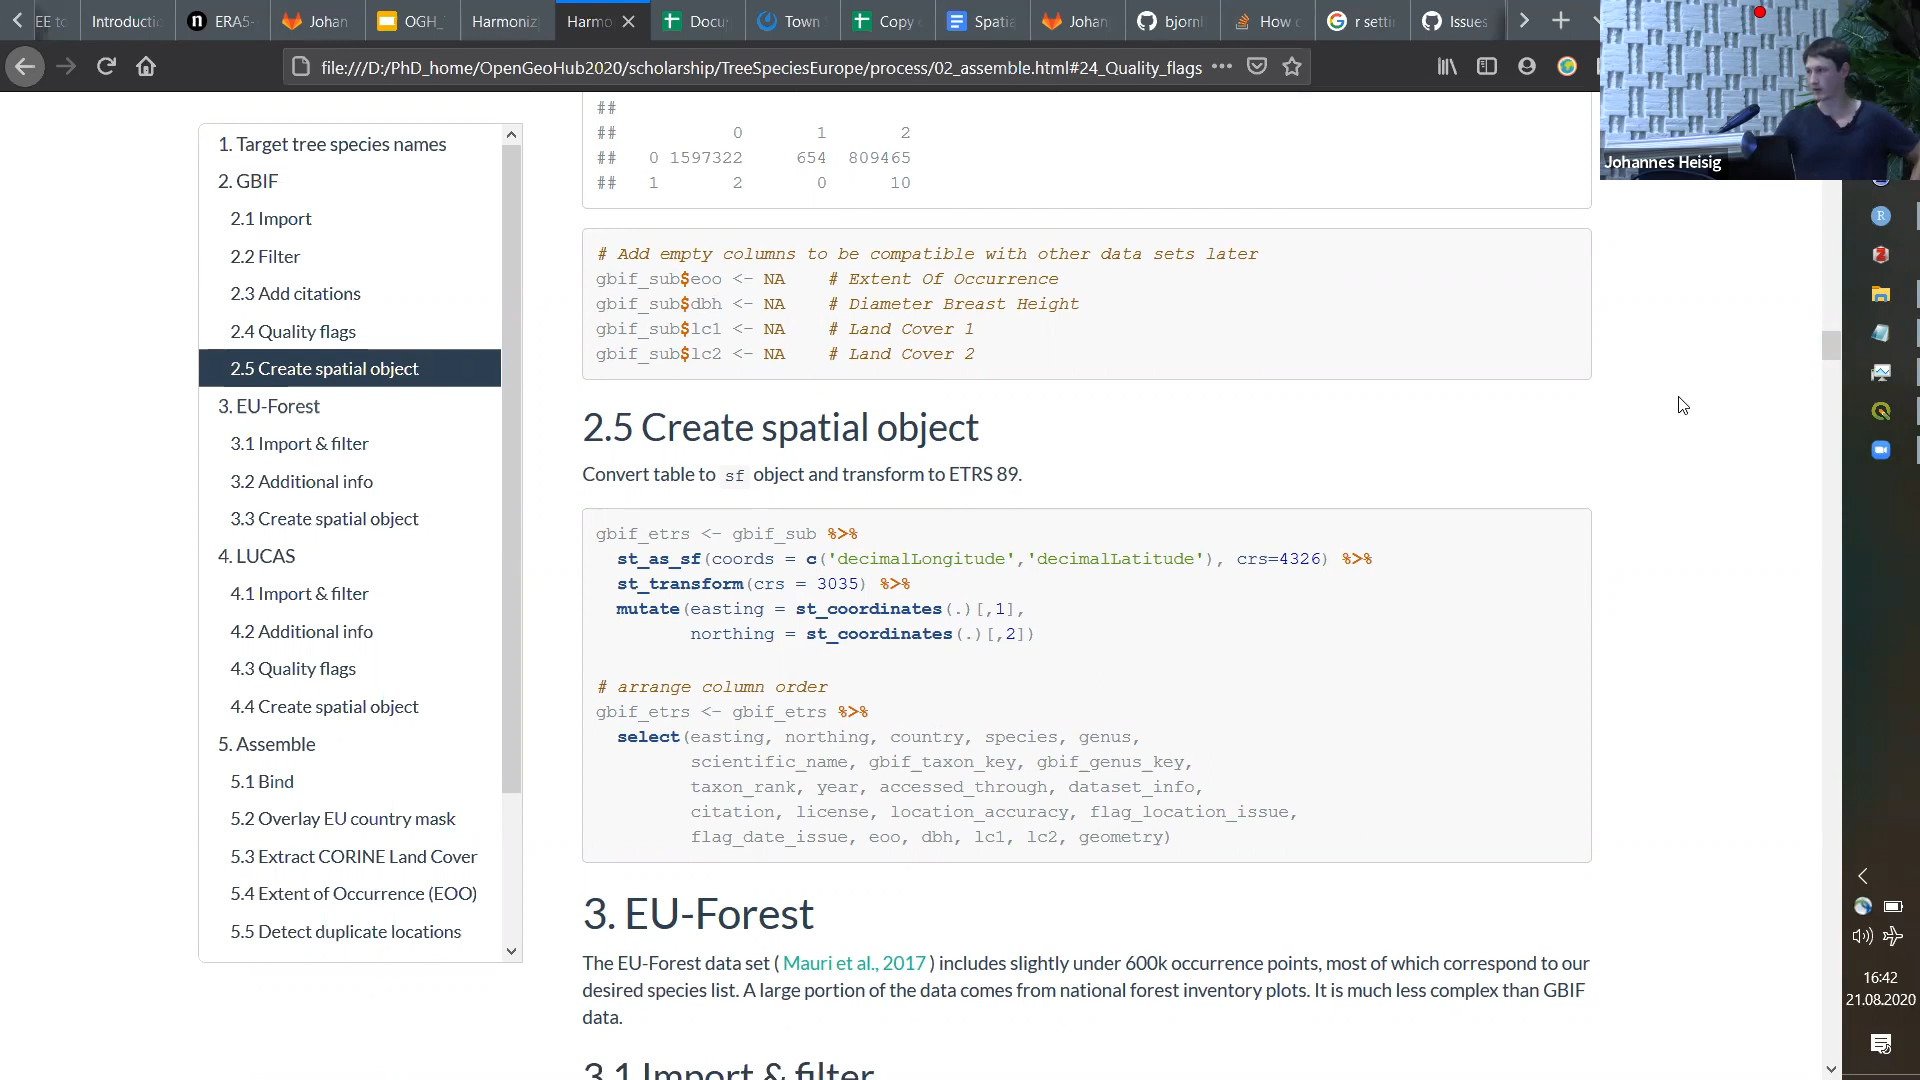 EE to
Introducti
ERA5-
Johan
OGH_
Harmoniz
Harmo
Docu
Town
Copy o
Spatia
Johan
bjornl
How c
r setti
Issues
file:///D:/PhD_home/OpenGeoHub2020/scholarship/TreeSpeciesEurope/process/02_assemble.html#24_Quality_flags
Johannes Heisig
1. Target tree species names
2. GBIF
2.1 Import
2.2 Filter
2.3 Add citations
2.4 Quality flags
2.5 Create spatial object
3. EU-Forest
3.1 Import & filter
3.2 Additional info
3.3 Create spatial object
4. LUCAS
4.1 Import & filter
4.2 Additional info
4.3 Quality flags
4.4 Create spatial object
5. Assemble
5.1 Bind
5.2 Overlay EU country mask
5.3 Extract CORINE Land Cover
5.4 Extent of Occurrence (EOO)
5.5 Detect duplicate locations
##
## 0 1 2
## 0 1597322 654 809465
## 1 2 0 10
# Add empty columns to be compatible with other data sets later
gbif_sub$eoo <- NA # Extent Of Occurrence
gbif_sub$dbh <- NA # Diameter Breast Height
gbif_sub$lc1 <- NA # Land Cover 1
gbif_sub$lc2 <- NA # Land Cover 2
2.5 Create spatial object
Convert table to sf object and transform to ETRS 89.
gbif_etrs <- gbif_sub %>%
st_as_sf(coords = c('decimalLongitude','decimalLatitude'), crs=4326) %>%
st_transform(crs = 3035) %>%
mutate(easting = st_coordinates(.)[,1],
northing = st_coordinates(.)[,2])
# arrange column order
gbif_etrs <- gbif_etrs %>%
select(easting, northing, country, species, genus,
scientific_name, gbif_taxon_key, gbif_genus_key,
taxon_rank, year, accessed_through, dataset_info,
citation, license, location_accuracy, flag_location_issue,
flag_date_issue, eoo, dbh, lc1, lc2, geometry)
3. EU-Forest
The EU-Forest data set ( Mauri et al., 2017 ) includes slightly under 600k occurrence points, most of which correspond to our
desired species list. A large portion of the data comes from national forest inventory plots. It is much less complex than GBIF
data.
3.1 Import & filter
16:42
21.08.2020